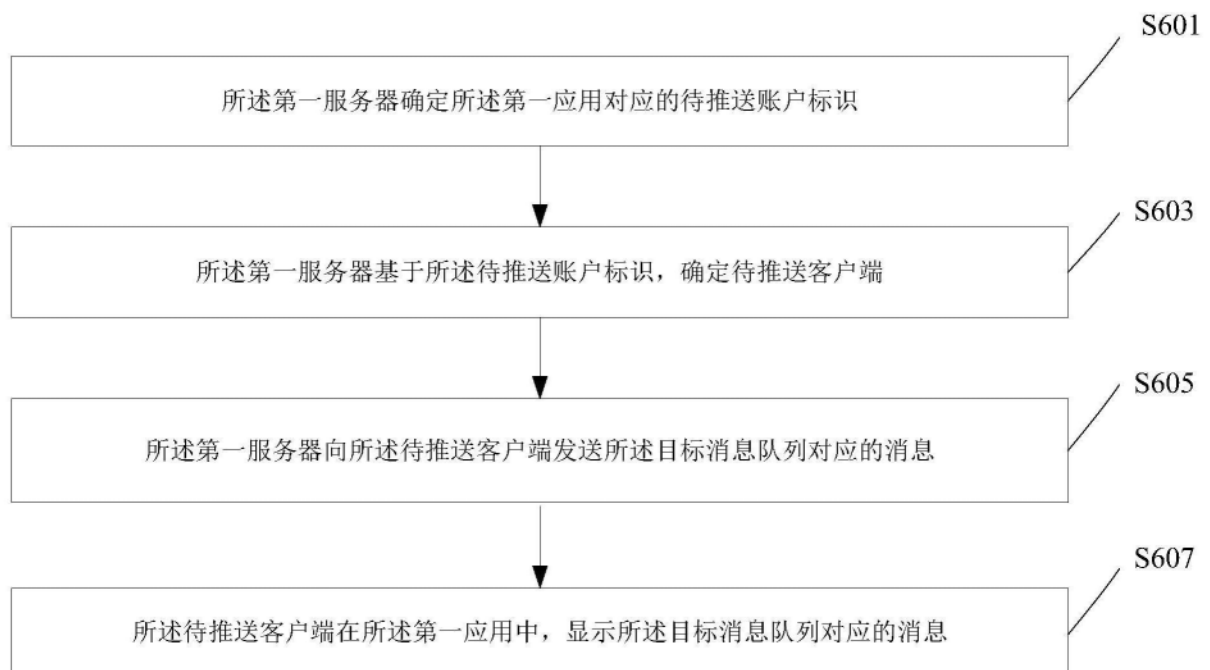 S601
所述第一服务器确定所述第一应用对应的待推送账户标识
S603
所述第一服务器基于所述待推送账户标识，确定待推送客户端
S605
所述第一服务器向所述待推送客户端发送所述目标消息队列对应的消息
S607
所述待推送客户端在所述第一应用中，显示所述目标消息队列对应的消息